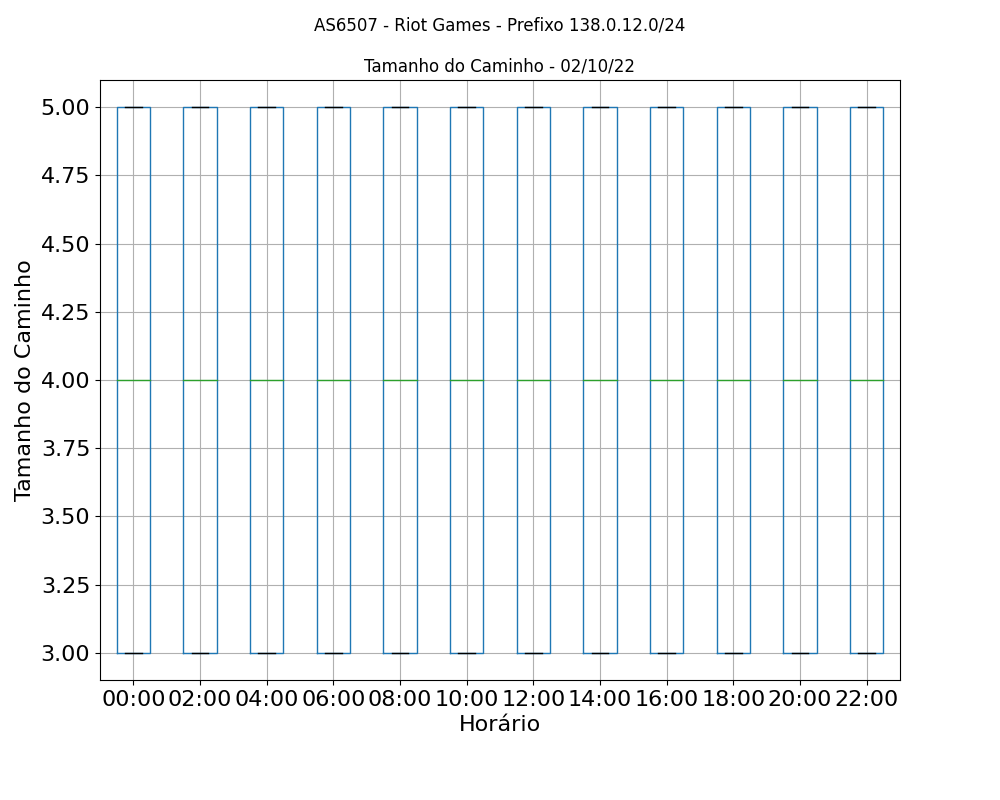 AS6507 - Riot Games - Prefixo 138.0.12.0/24
Tamanho do Caminho - 02/10/22
5.00
4.75
4.50
4.25
4.00
3.75
3.50
3.25
3.00
Tamanho do Caminho
00:00 02:00 04:00 06:00 08:00 10:00 12:00 14:00 16:00 18:00 20:00 22:00
Horário